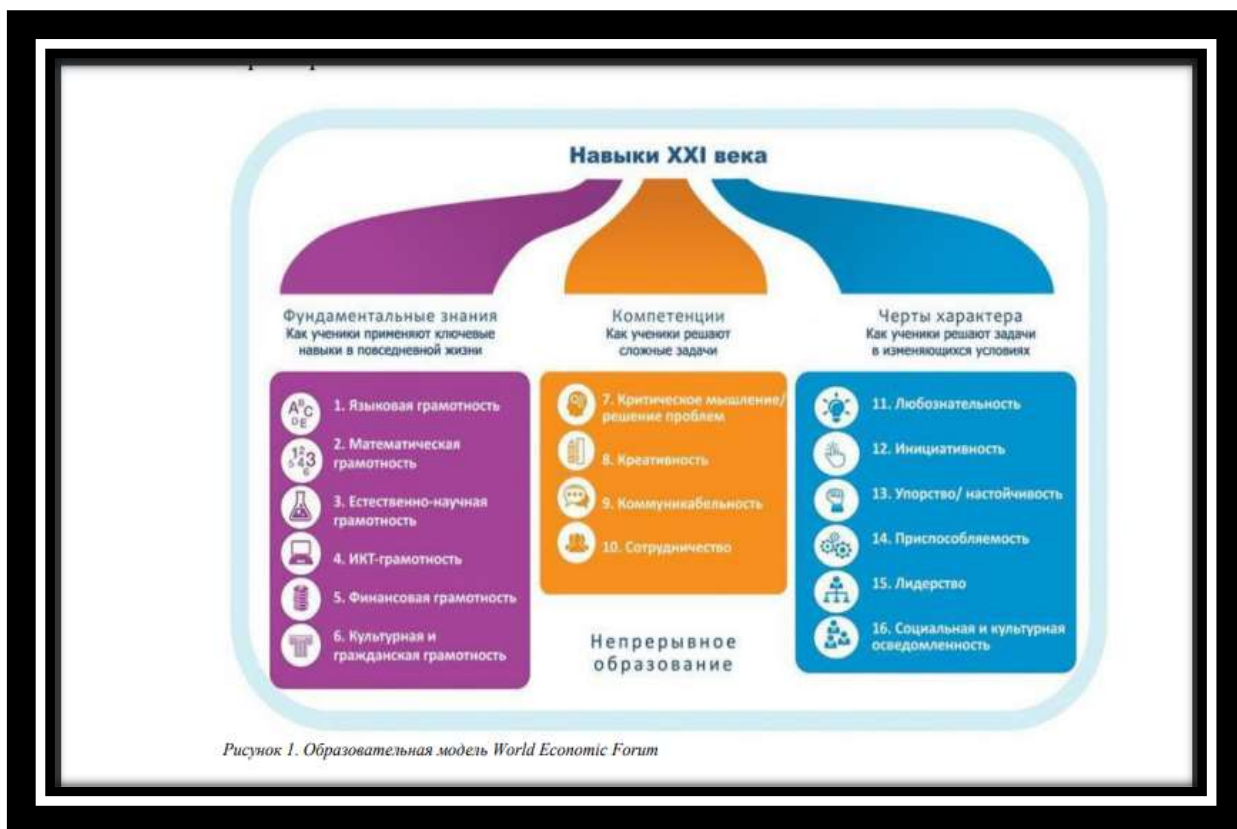 Навыки XXI века
Фундаментальные знания
Как ученики применяют ключевые
навыки в повседневной жизни
Компетенции
Как ученики решают
сложные задачи
Черты характера
Как ученики решают задачи
в изменяющихся условиях
1. Языковая грамотность
2. Математическая
грамотность
3. Естественно-научная
грамотность
4. ИКТ-грамотность
5. Финансовая грамотность
6. Культурная и
гражданская грамотность
7. Критическое мышление/
решение проблем
8. Креативность
9. Коммуникабельность
10. Сотрудничество
Непрерывное
образование
11. Любознательность
12. Инициативность
13. Упорство/ настойчивость
14. Приспособляемость
15. Лидерство
16. Социальная и культурная
осведомленность
Рисунок 1. Образовательная модель World Economic Forum